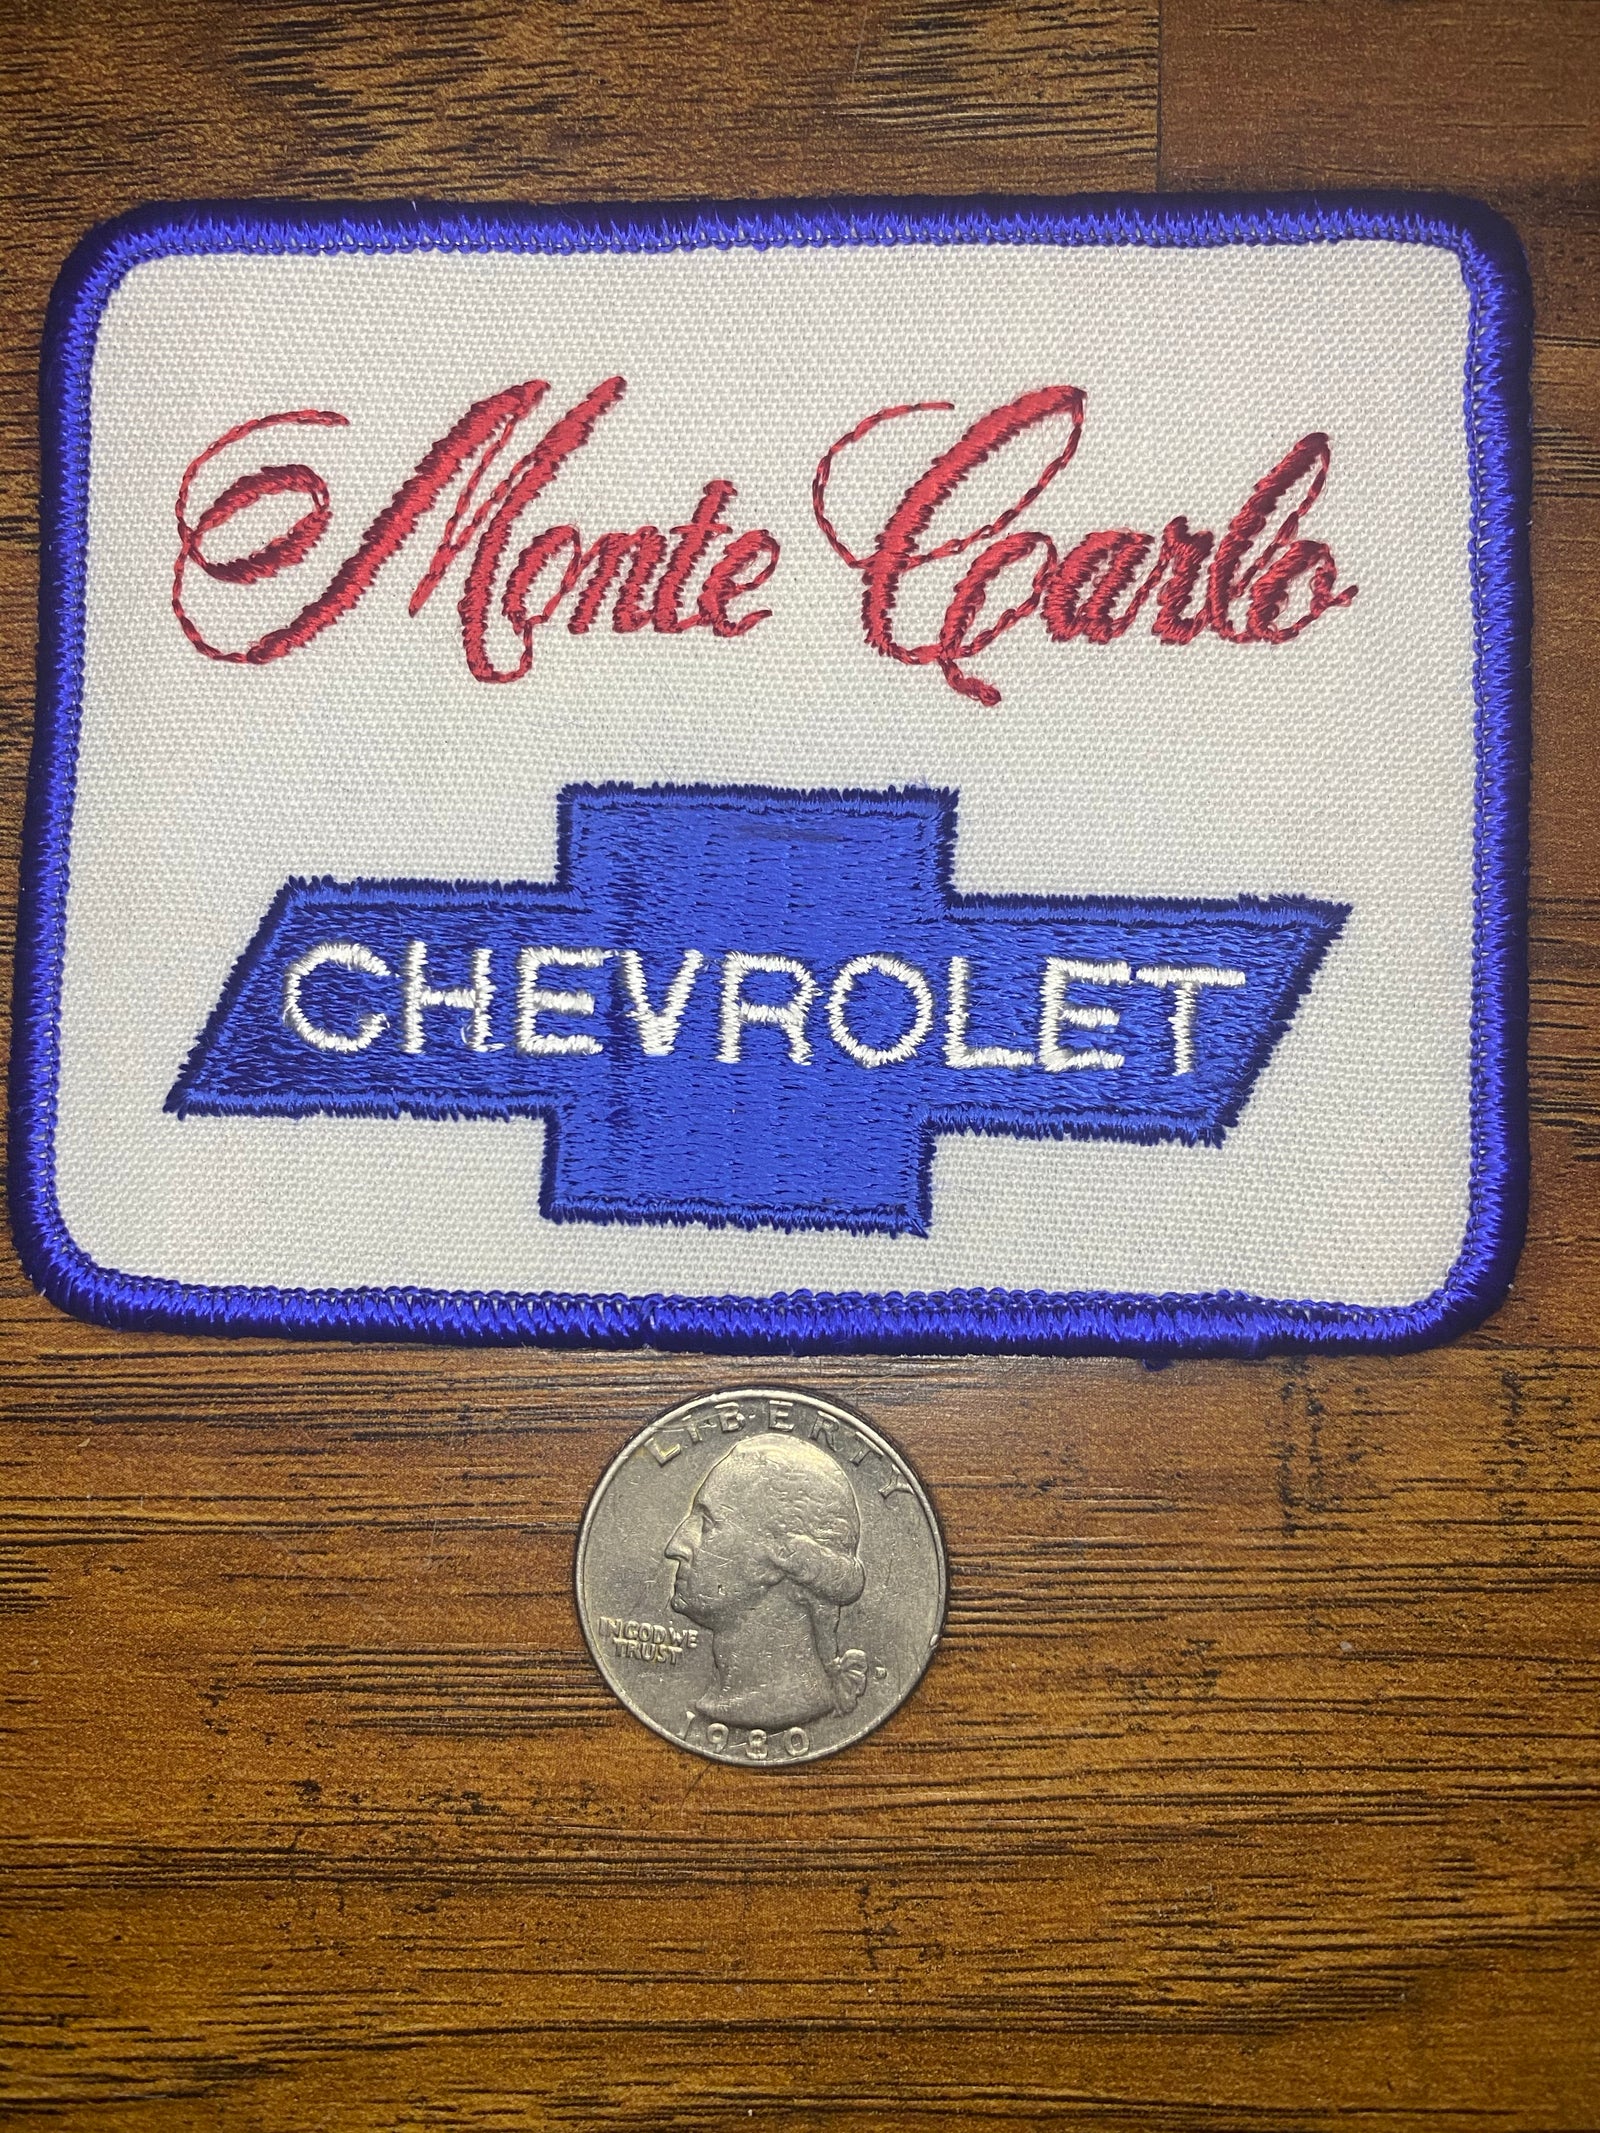 Monte Carlo
CHEVROLET
LIBERTY
IN GOD WE
TRUST
D
1980